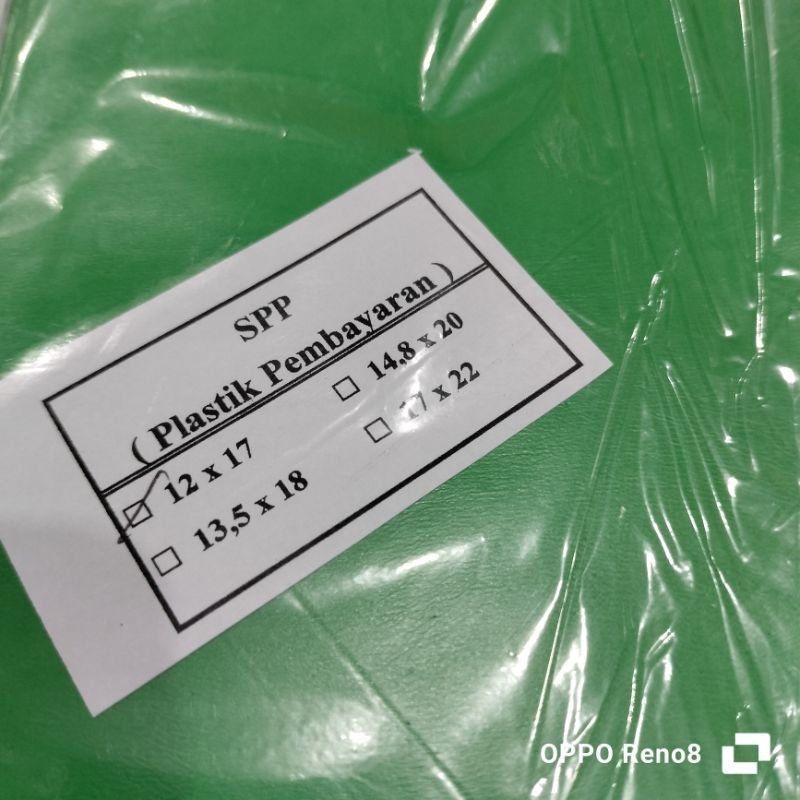 SPP
( Plastik Pembayaran )
12 x 17
14,8 x 20
13,5 x 18
17 x 22
OPPO Reno8